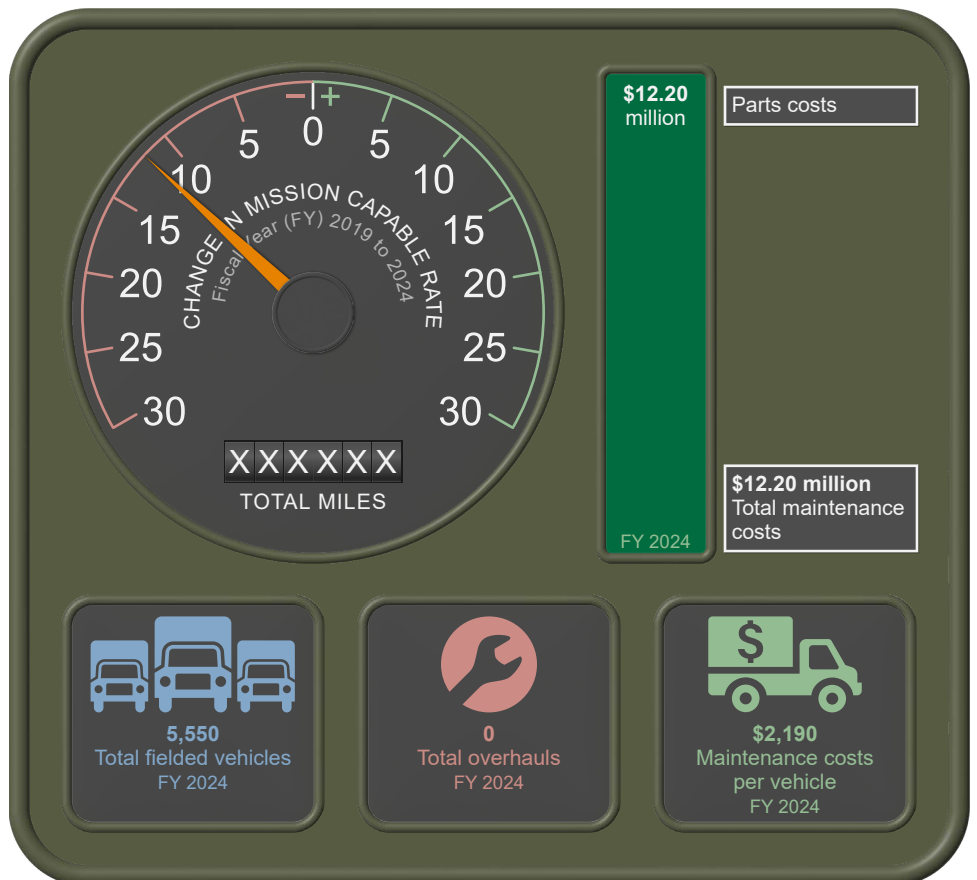 − +
0
5
5
10
10
15
15
20
20
25
25
30
30
CHANGE IN MISSION CAPABLE RATE
Fiscal Year (FY) 2019 to 2024
XXXXXX
TOTAL MILES
$12.20
million
FY 2024
Parts costs
$12.20 million
Total maintenance
costs
5,550
Total fielded vehicles
FY 2024
0
Total overhauls
FY 2024
$
$2,190
Maintenance costs
per vehicle
FY 2024